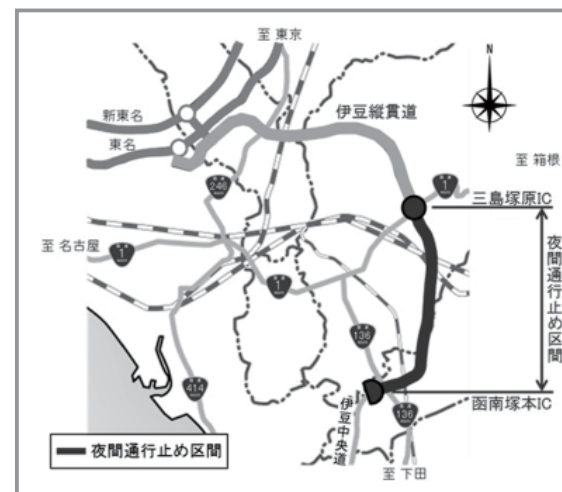 至 東京
N
新東名
伊豆縦貫道
東名
至 箱根
246
1
三島塚原IC
至 名古屋
1
1
夜間通行止め区間
136
414
函南塚本IC
伊豆中央道
136
夜間通行止め区間
至 下田